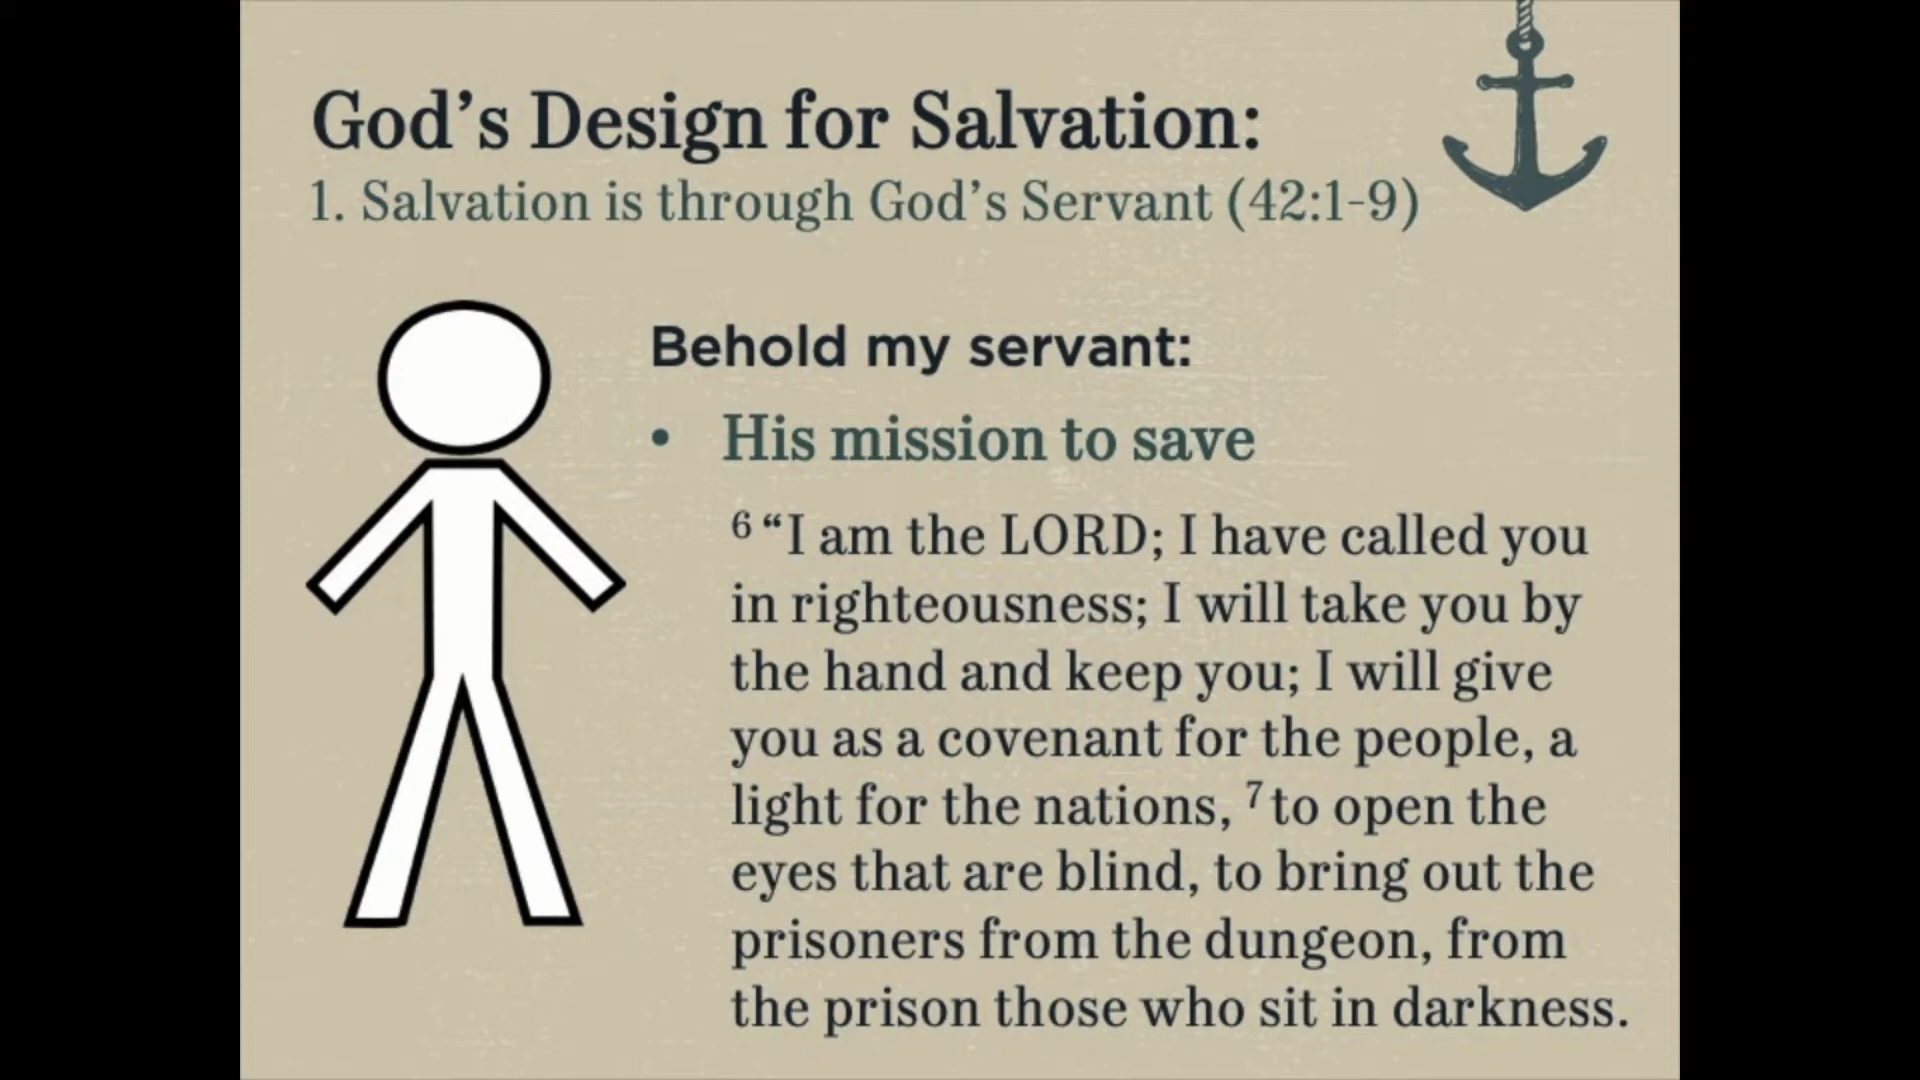 God’s Design for Salvation:
1. Salvation is through God’s Servant (42:1-9)
Behold my servant:
• His mission to save
6 “I am the LORD; I have called you
in righteousness; I will take you by
the hand and keep you; I will give
you as a covenant for the people, a
light for the nations, 7 to open the
eyes that are blind, to bring out the
prisoners from the dungeon, from
the prison those who sit in darkness.